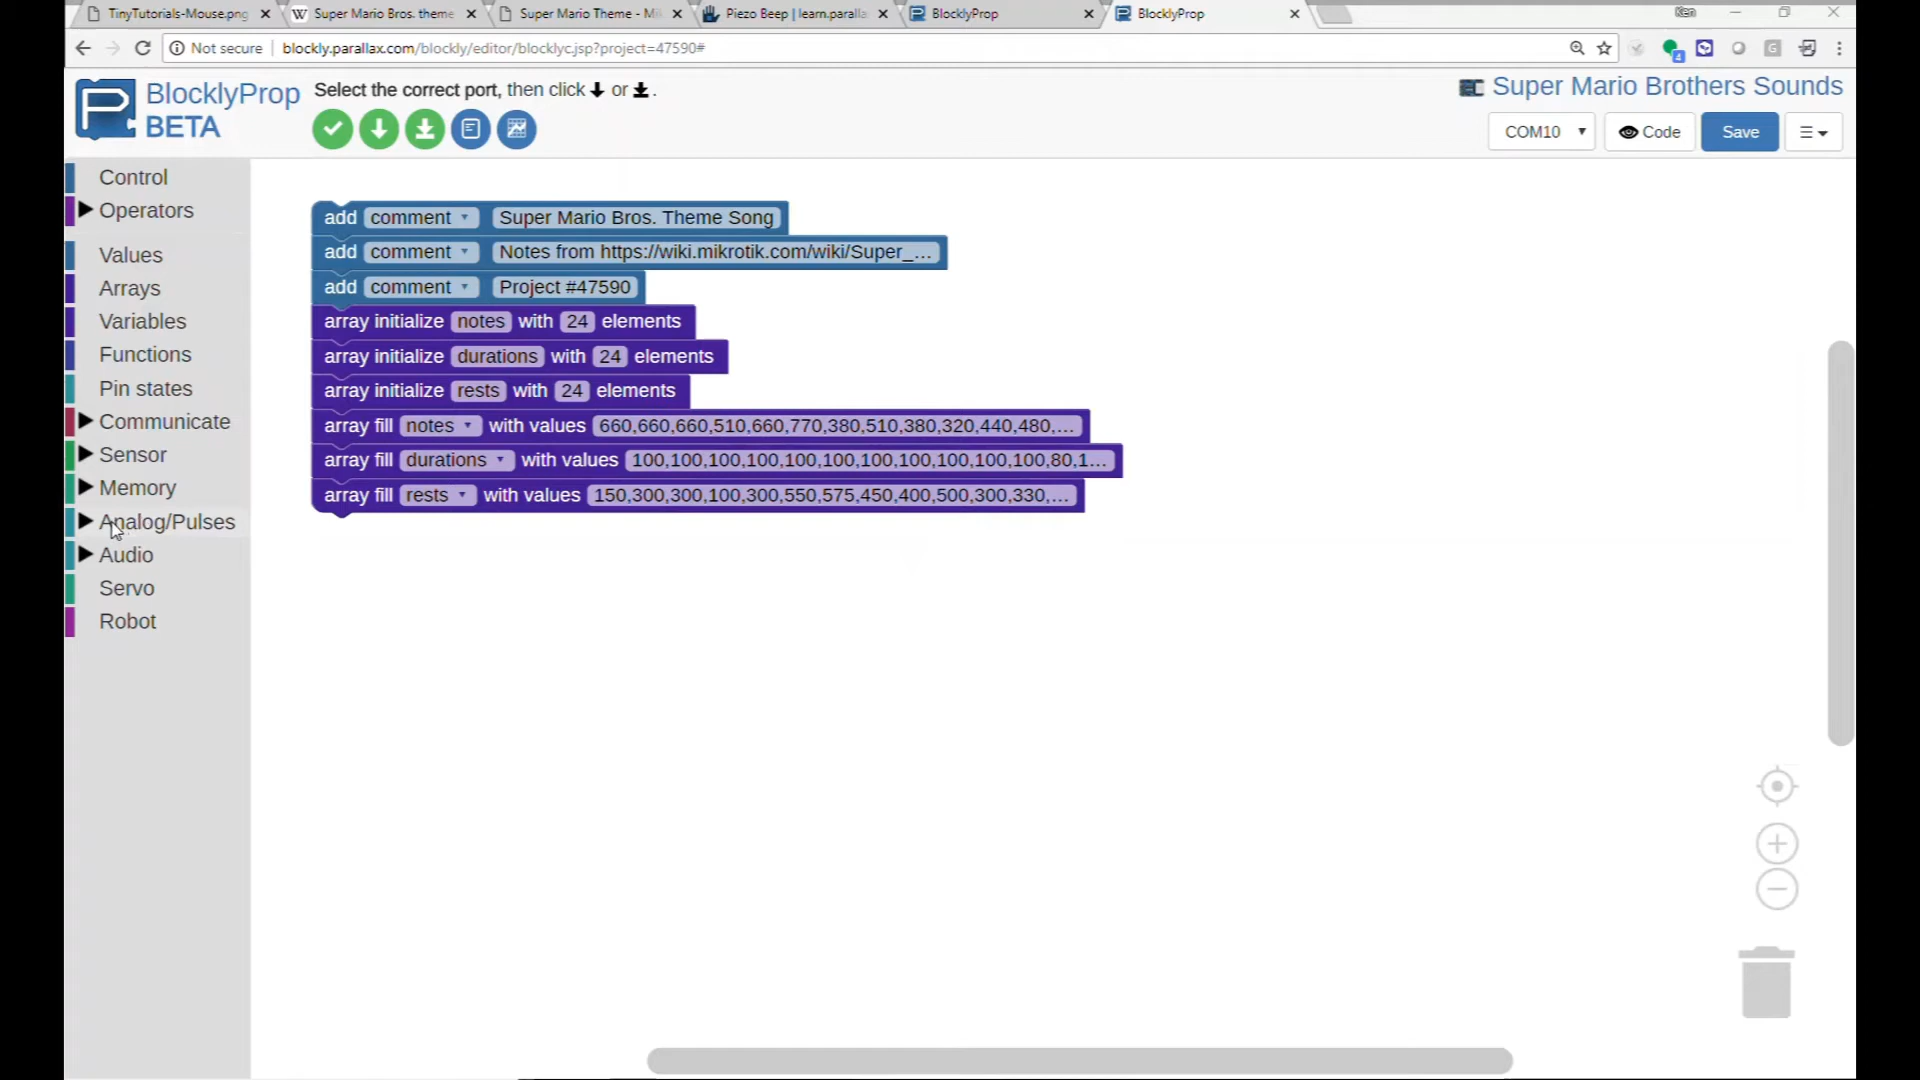 TinyTutorials-Mouse.png
Super Mario Bros. theme
Super Mario Theme - Mi
Piezo Beep | learn.paralla
BlocklyProp
BlocklyProp
Ken
Not secure
blockly.parallax.com/blockly/editor/blocklyc.jsp?project=47590#
4
G
BlocklyProp
BETA
Select the correct port, then click or .
Super Mario Brothers Sounds
COM10
Code
Save
Control
Operators
Values
Arrays
Variables
Functions
Pin states
Communicate
Sensor
Memory
Analog/Pulses
Audio
Servo
Robot
add comment Super Mario Bros. Theme Song
add comment Notes from https://wiki.mikrotik.com/wiki/Super_...
add comment Project #47590
array initialize notes with 24 elements
array initialize durations with 24 elements
array initialize rests with 24 elements
array fill notes with values 660,660,660,510,660,770,380,510,380,320,440,480,...
array fill durations with values 100,100,100,100,100,100,100,100,100,100,100,80,1...
array fill rests with values 150,300,300,100,300,550,575,450,400,500,300,330,...